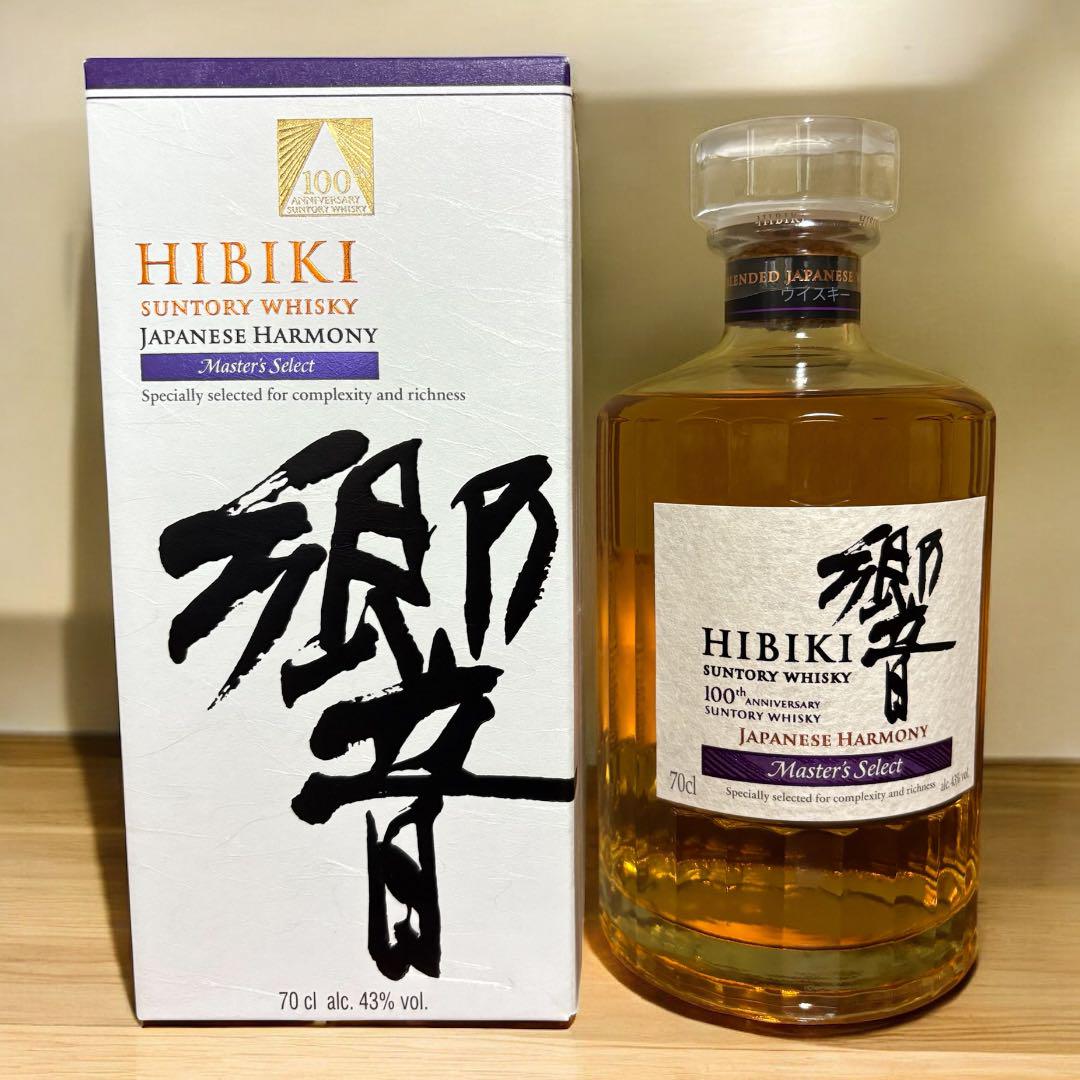 100
ANNIVERSARY
SUNTORY WHISKY
HIBIKI
SUNTORY WHISKY
JAPANESE HARMONY
Master's Select
Specially selected for complexity and richness
響
70 cl alc. 43% vol.
HIBIKI
BLENDED JAPANESE
ウイスキー
響
HIBIKI
SUNTORY WHISKY
100th ANNIVERSARY
SUNTORY WHISKY
JAPANESE HARMONY
Master's Select
70cl
Specially selected for complexity and richness
alc. 43% vol.